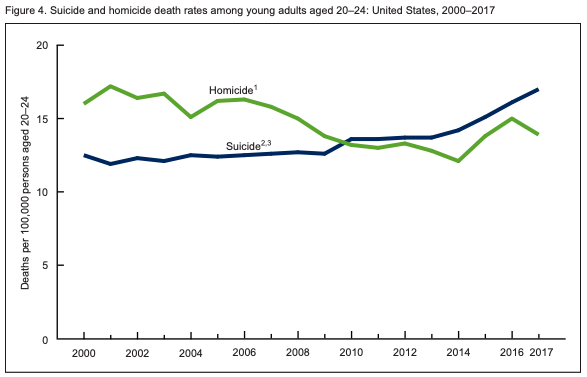 Figure 4. Suicide and homicide death rates among young adults aged 20–24: United States, 2000–2017
Deaths per 100,000 persons aged 20–24
20
15
10
5
0
Homicide1
Suicide2,3
2000 2002 2004 2006 2008 2010 2012 2014 2016 2017